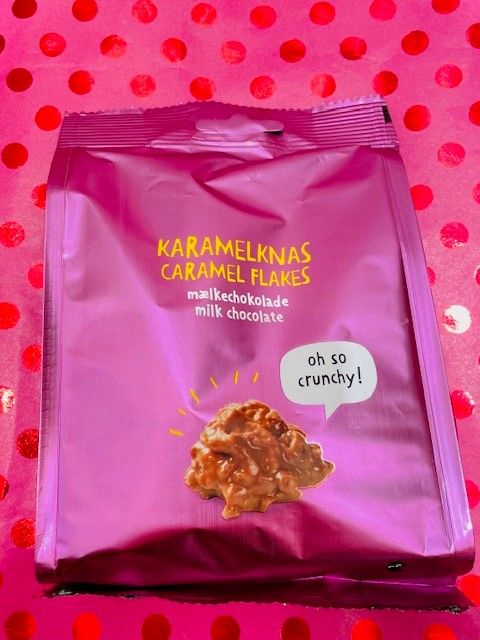 KARAMELKNAS
CARAMEL FLAKES
mælkechokolade
milk chocolate
oh so
crunchy!